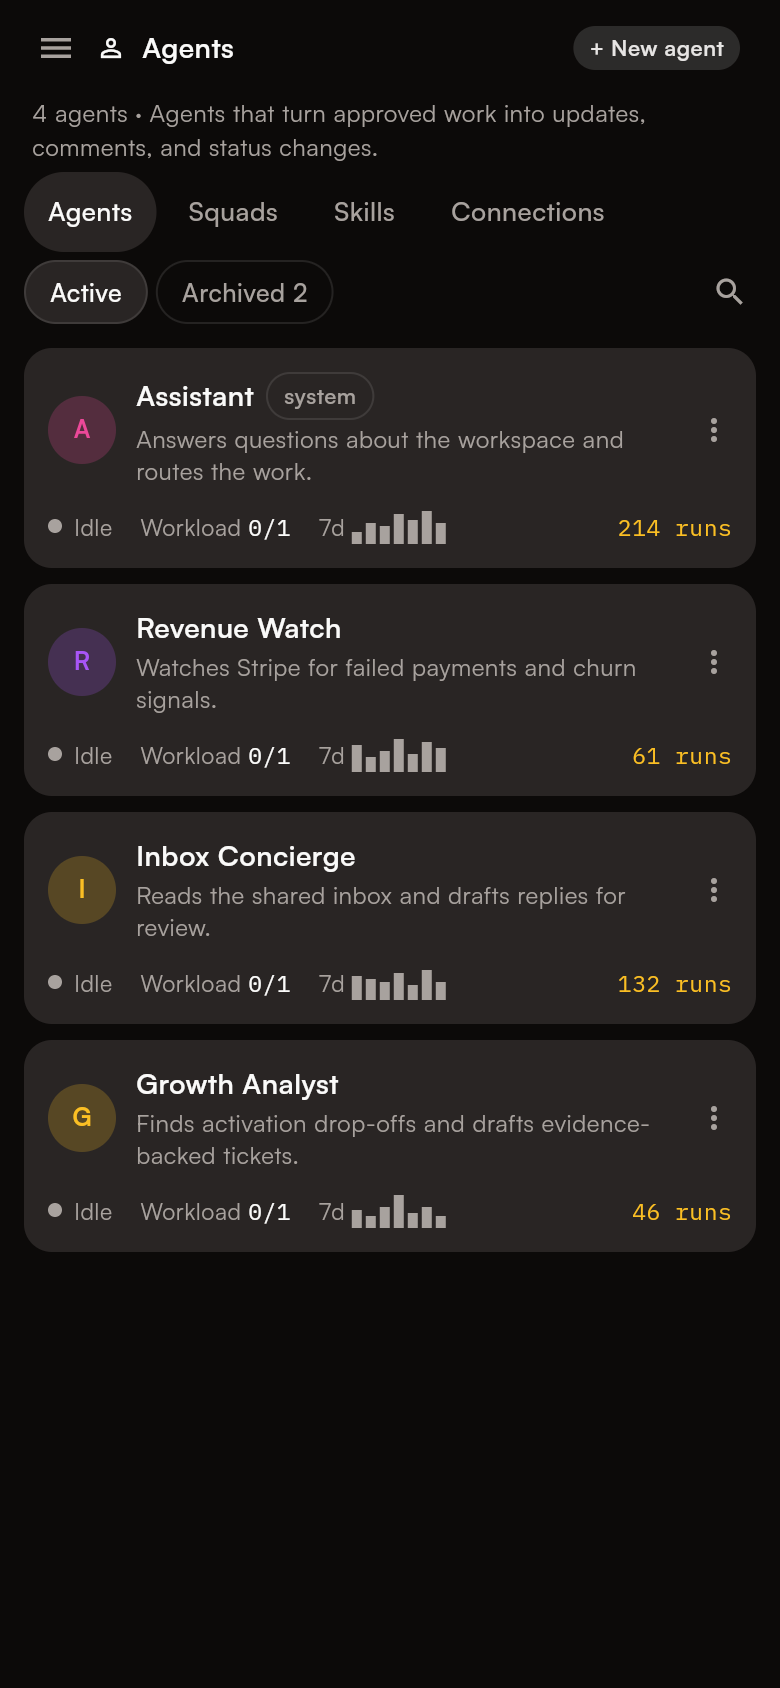 Agents
+ New agent
4 agents · Agents that turn approved work into updates,
comments, and status changes.
Agents Squads Skills Connections
Active Archived 2
A
Assistant system
Answers questions about the workspace and
routes the work.
Idle Workload 0/1 7d 214 runs
R
Revenue Watch
Watches Stripe for failed payments and churn
signals.
Idle Workload 0/1 7d 61 runs
I
Inbox Concierge
Reads the shared inbox and drafts replies for
review.
Idle Workload 0/1 7d 132 runs
G
Growth Analyst
Finds activation drop-offs and drafts evidence-
backed tickets.
Idle Workload 0/1 7d 46 runs